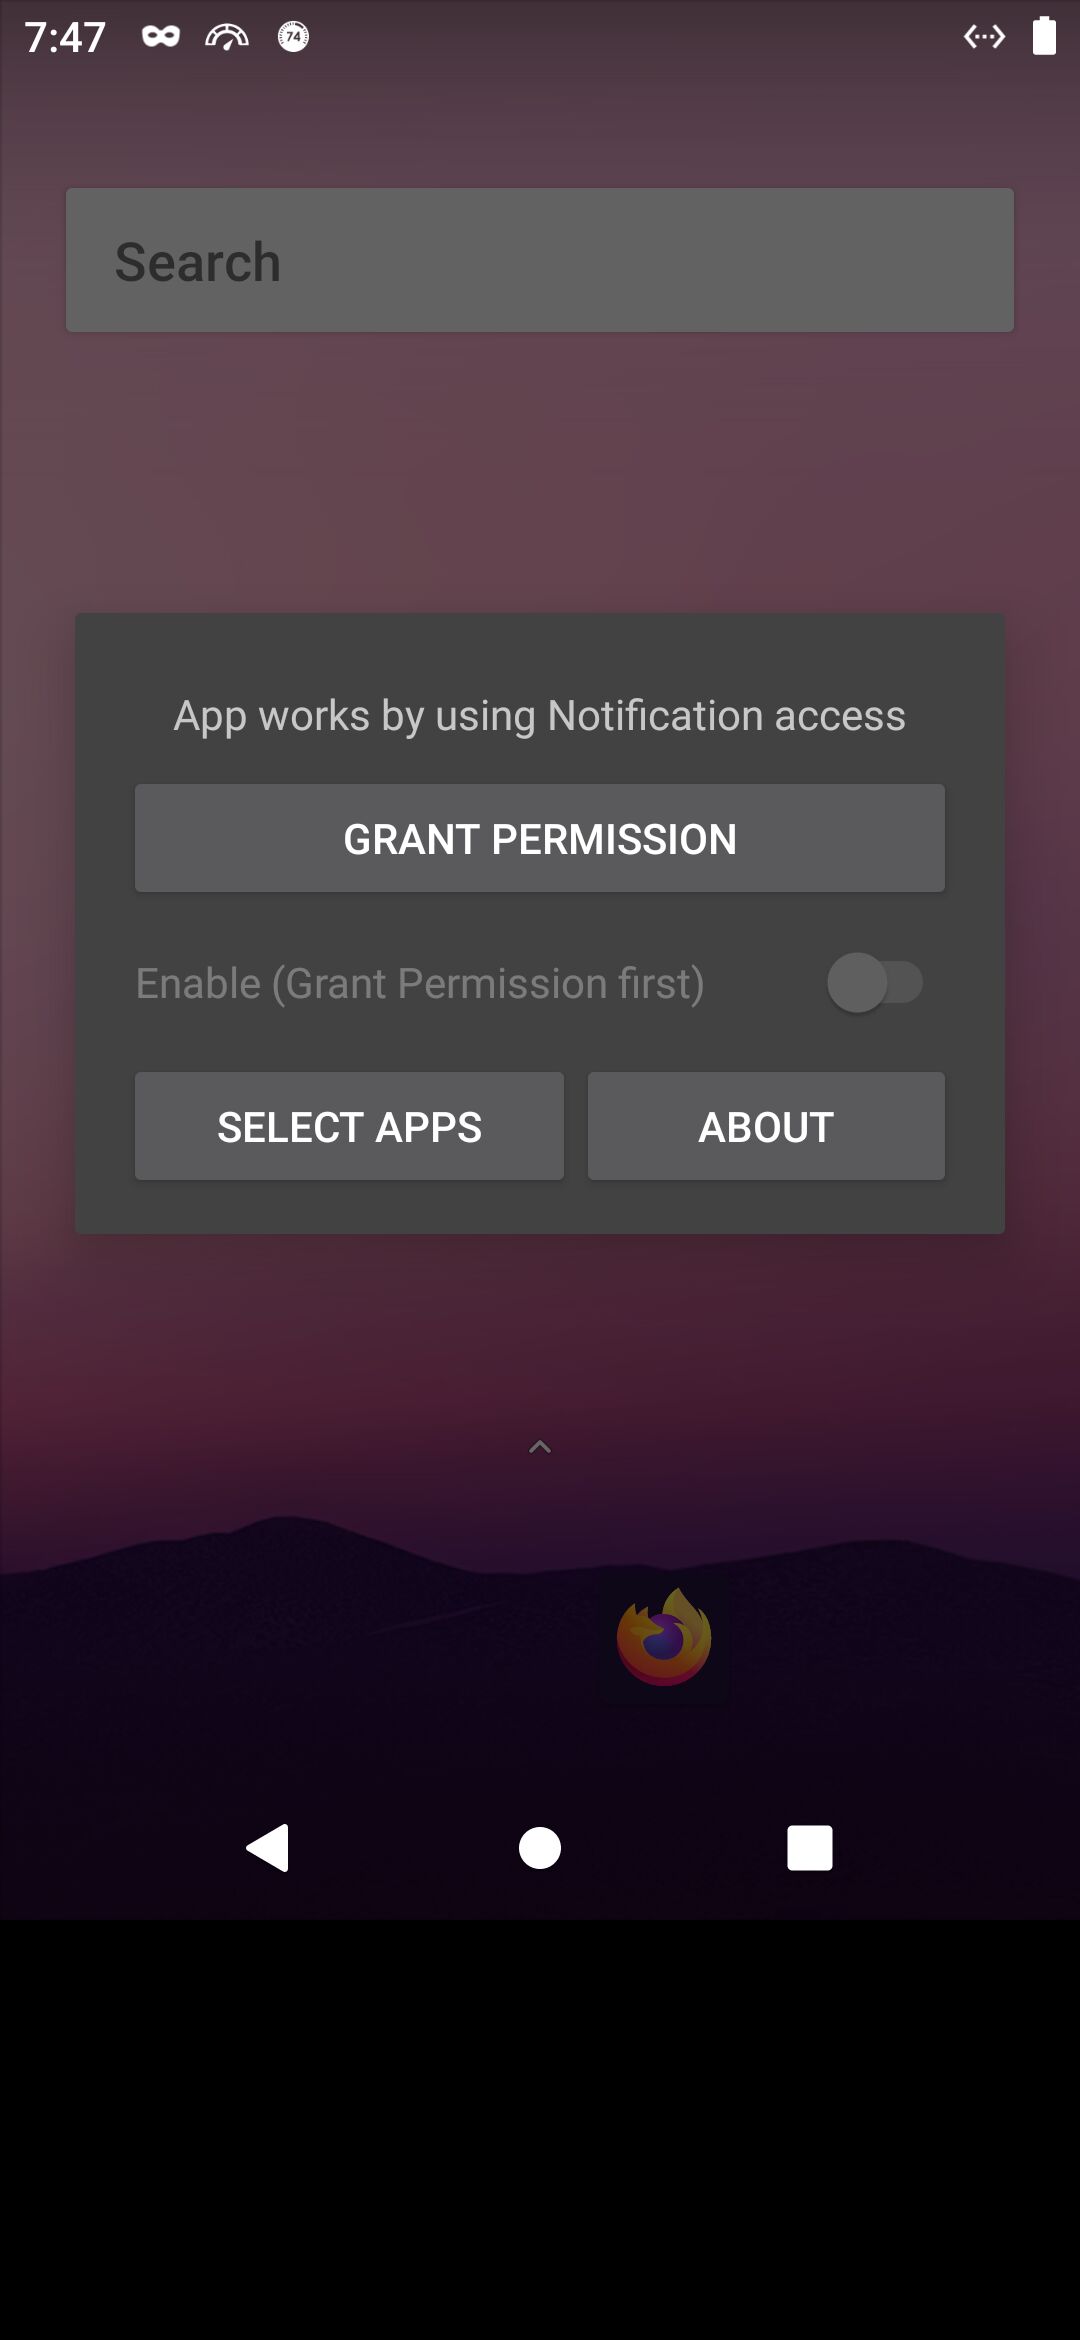 7:47
74
Search
App works by using Notification access
GRANT PERMISSION
Enable (Grant Permission first)
SELECT APPS
ABOUT